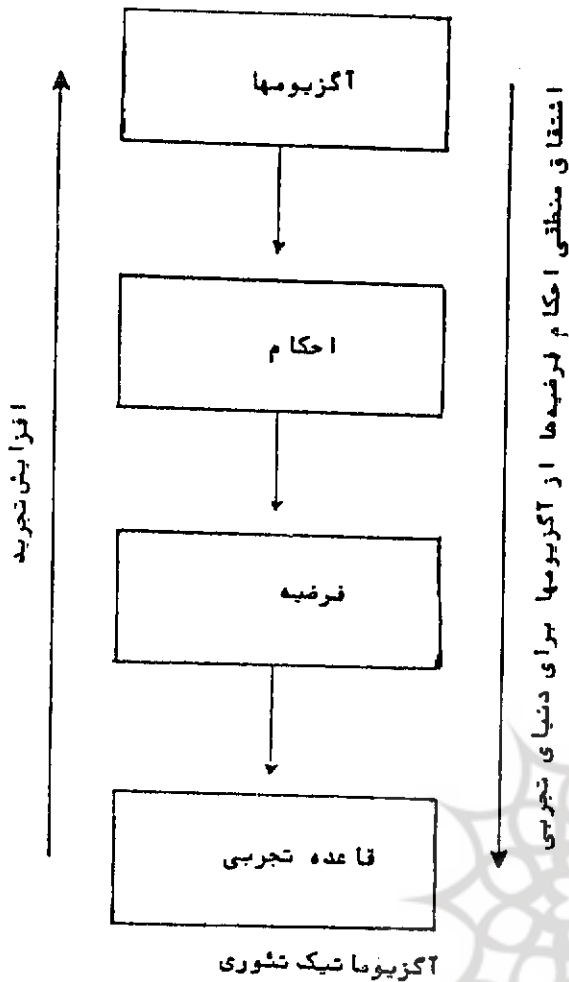 آگزیومها
احکام
فرضیه
قاعده تجربی
افزایش تجرید
اشتقاق منطقی احکام فرضیه‌ها از آگزیومها برای دنیای تجربی
آگزیوماتیک تئوری